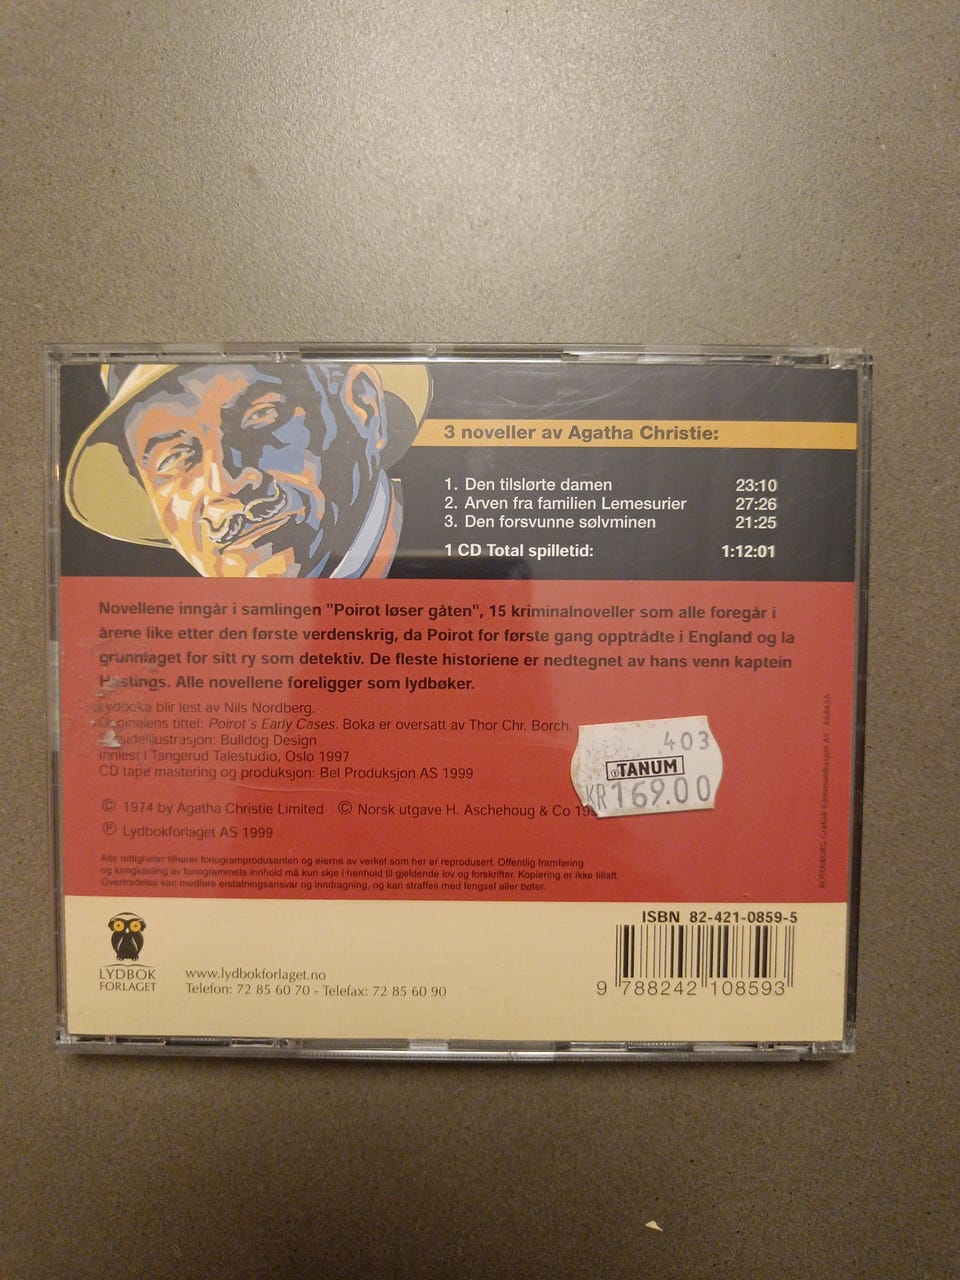 3 noveller av Agatha Christie:
1. Den tilslørte damen 23:10
2. Arven fra familien Lemesurier 27:26
3. Den forsvunne sølvminen 21:25
1 CD Total spilletid: 1:12:01
Novellene inngår i samlingen "Poirot løser gåten", 15 kriminalnoveller som alle foregår i
årene like etter den første verdenskrig, da Poirot for første gang opptrådte i England og la
grunnlaget for sitt ry som detektiv. De fleste historiene er nedtegnet av hans venn kaptein
Hastings. Alle novellene foreligger som lydbøker.
Lydboka blir lest av Nils Nordberg.
Originalens tittel: Poirot's Early Cases. Boka er oversatt av Thor Chr. Borch.
Forsideillustrasjon: Bulldog Design
Innlest i Tangerud Talestudio, Oslo 1997
CD tape mastering og produksjon: Bel Produksjon AS 1999
© 1974 by Agatha Christie Limited © Norsk utgave H. Aschehoug & Co
℗ Lydbokforlaget AS 1999
403
TANUM
KR 169.00
Alle rettigheter tilhører fonogramprodusenten og eierne av verket som her er reprodusert. Offentlig framføring
og kringkasting av fonogrammets innhold må kun skje i henhold til gjeldende lov og forskrifter. Kopiering er ikke tillatt.
Overtredelse kan medføre erstatningsansvar og inndragning, og kan straffes med fengsel eller bøter.
ROSENBORG Grafisk Kommunikasjon AS
LYDBOK
FORLAGET
www.lydbokforlaget.no
Telefon: 72 85 60 70 - Telefax: 72 85 60 90
ISBN 82-421-0859-5
9 788242 108593